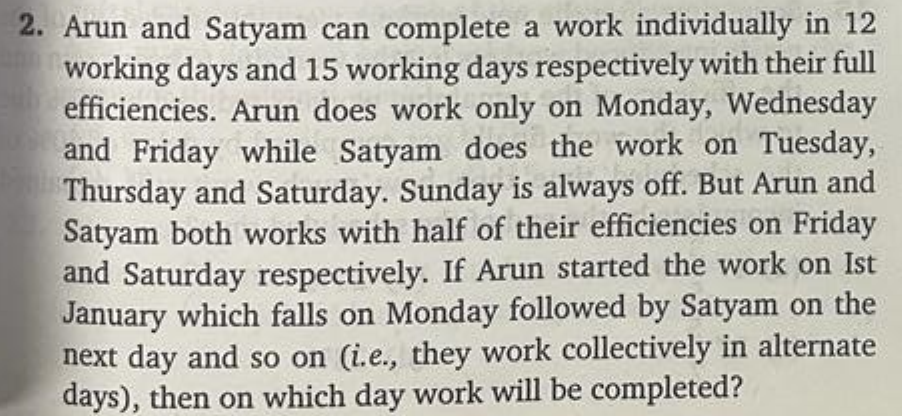 2. Arun and Satyam can complete a work individually in 12
working days and 15 working days respectively with their full
efficiencies. Arun does work only on Monday, Wednesday
and Friday while Satyam does the work on Tuesday,
Thursday and Saturday. Sunday is always off. But Arun and
Satyam both works with half of their efficiencies on Friday
and Saturday respectively. If Arun started the work on Ist
January which falls on Monday followed by Satyam on the
next day and so on (i.e., they work collectively in alternate
days), then on which day work will be completed?